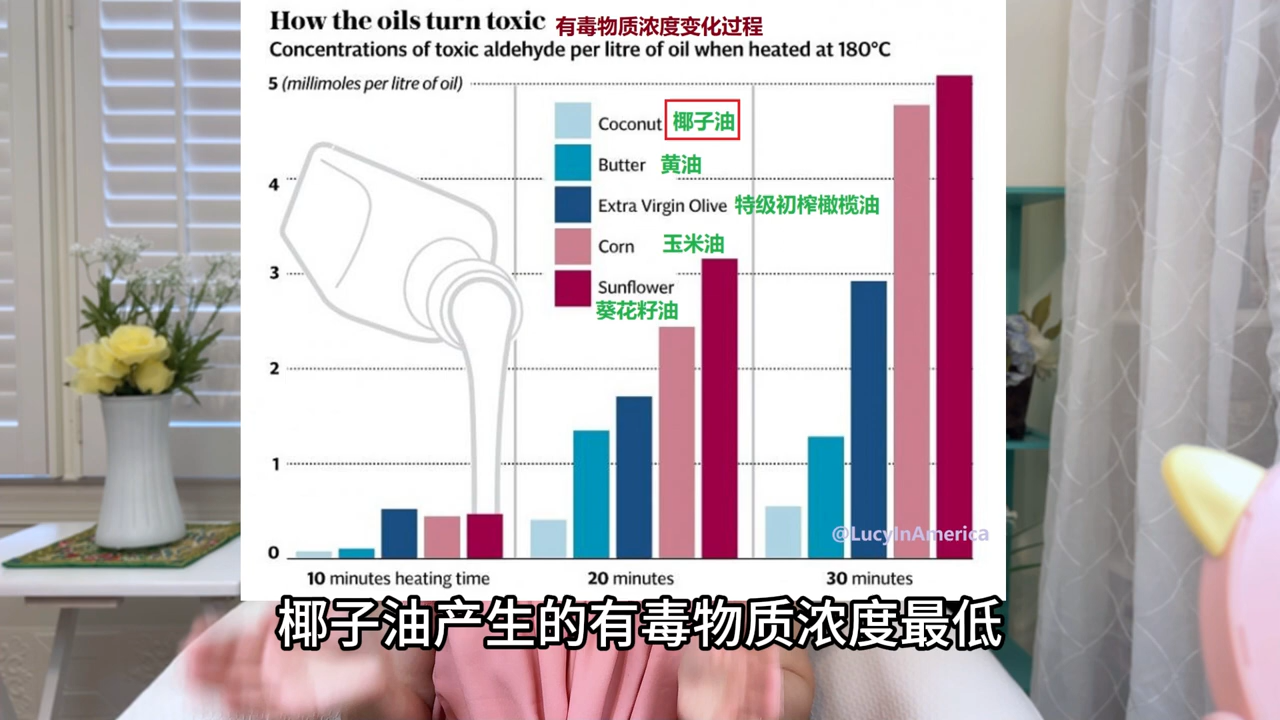 How the oils turn toxic 有毒物质浓度变化过程
Concentrations of toxic aldehyde per litre of oil when heated at 180°C
5 (millimoles per litre of oil)
Coconut 椰子油
Butter 黄油
4
Extra Virgin Olive 特级初榨橄榄油
Corn 玉米油
3
Sunflower
葵花籽油
2
1
@LucyInAmerica
0
10 minutes heating time
20 minutes
30 minutes
椰子油产生的有毒物质浓度最低